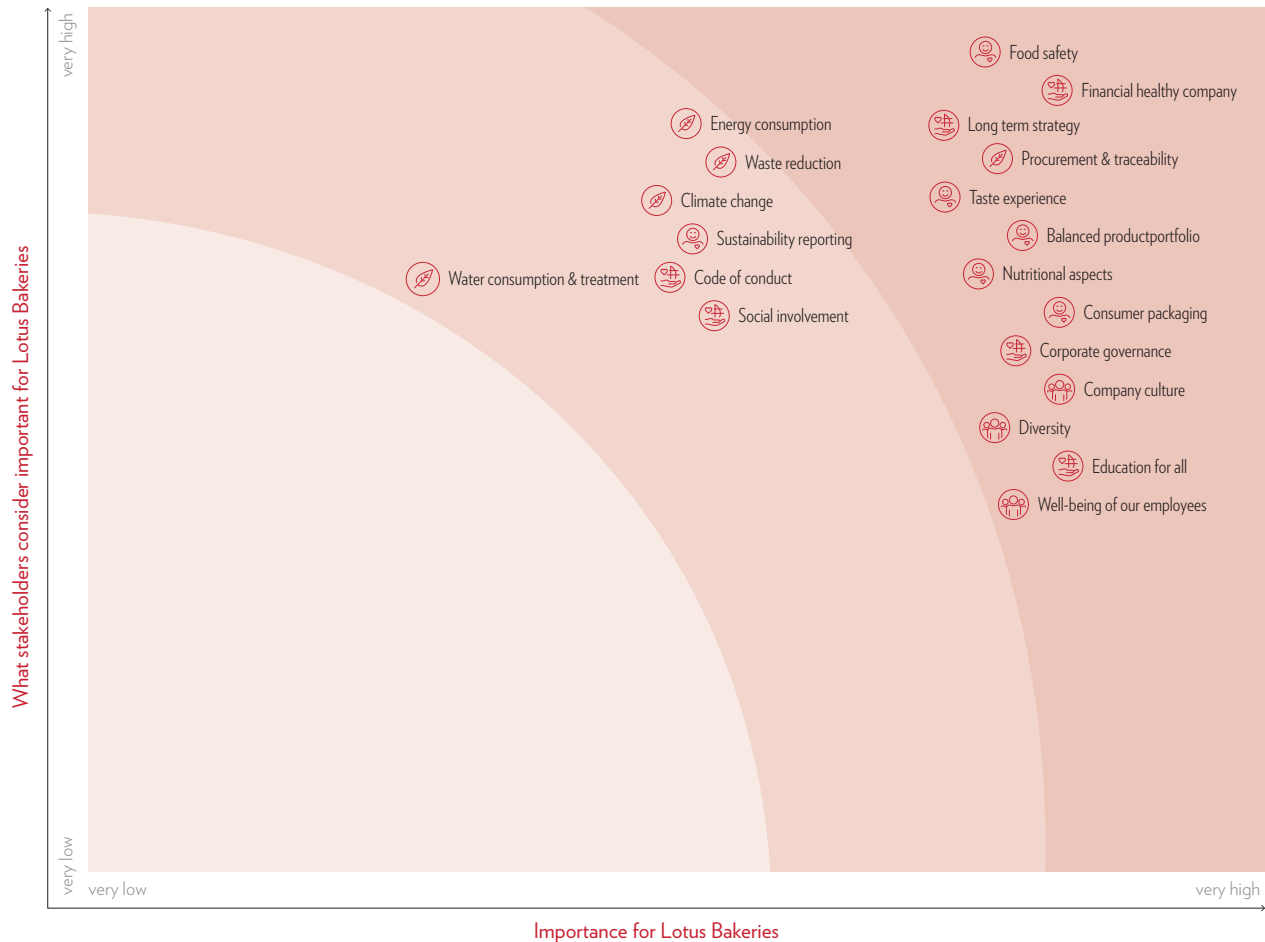 What stakeholders consider important for Lotus Bakeries
very high
Food safety
Financial healthy company
Energy consumption
Long term strategy
Waste reduction
Procurement & traceability
Climate change
Taste experience
Sustainability reporting
Balanced productportfolio
Water consumption & treatment
Code of conduct
Nutritional aspects
Social involvement
Consumer packaging
Corporate governance
Company culture
Diversity
Education for all
Well-being of our employees
very low
very low
very high
Importance for Lotus Bakeries